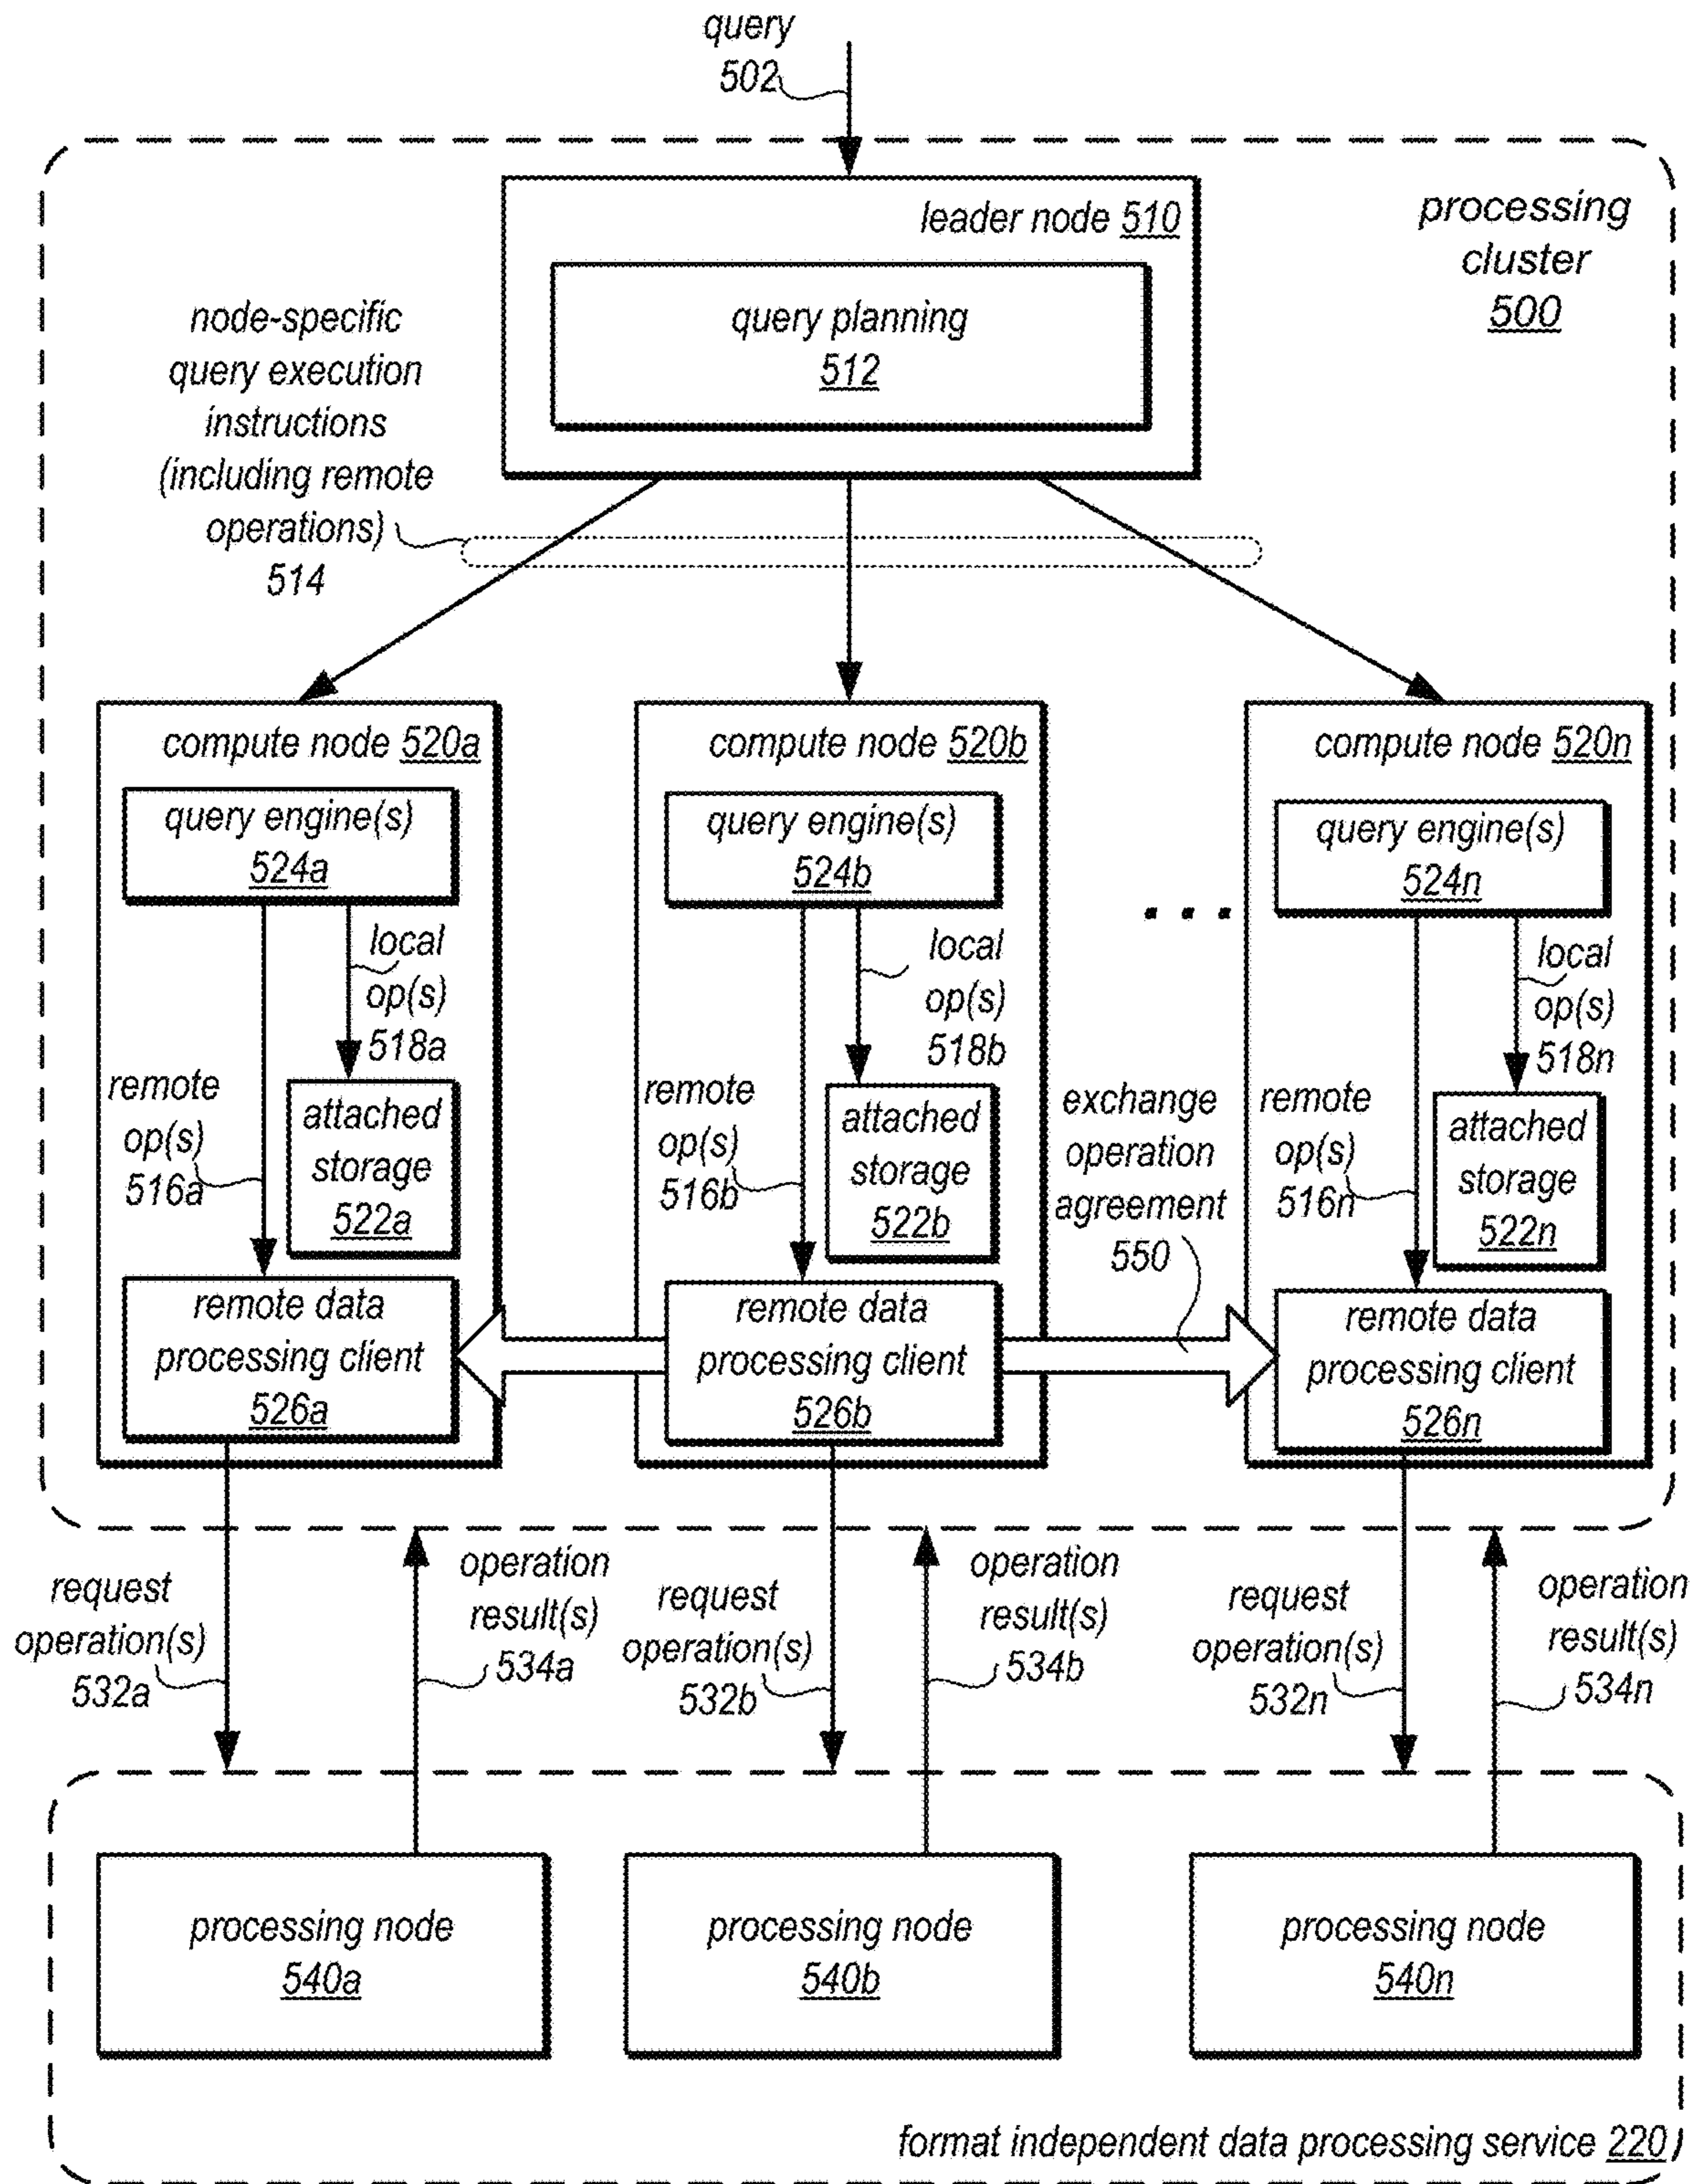 query
502
leader node 510
processing
cluster
500
query planning
512
node-specific
query execution
instructions
(including remote
operations)
514
compute node 520a
query engine(s)
524a
local
op(s)
518a
remote
op(s)
516a
attached
storage
522a
remote data
processing client
526a
compute node 520b
query engine(s)
524b
local
op(s)
518b
remote
op(s)
516b
attached
storage
522b
remote data
processing client
526b
. . .
exchange
operation
agreement
550
compute node 520n
query engine(s)
524n
local
op(s)
518n
remote
op(s)
516n
attached
storage
522n
remote data
processing client
526n
request
operation(s)
532a
operation
result(s)
534a
request
operation(s)
532b
operation
result(s)
534b
request
operation(s)
532n
operation
result(s)
534n
processing node
540a
processing node
540b
processing node
540n
format independent data processing service 220